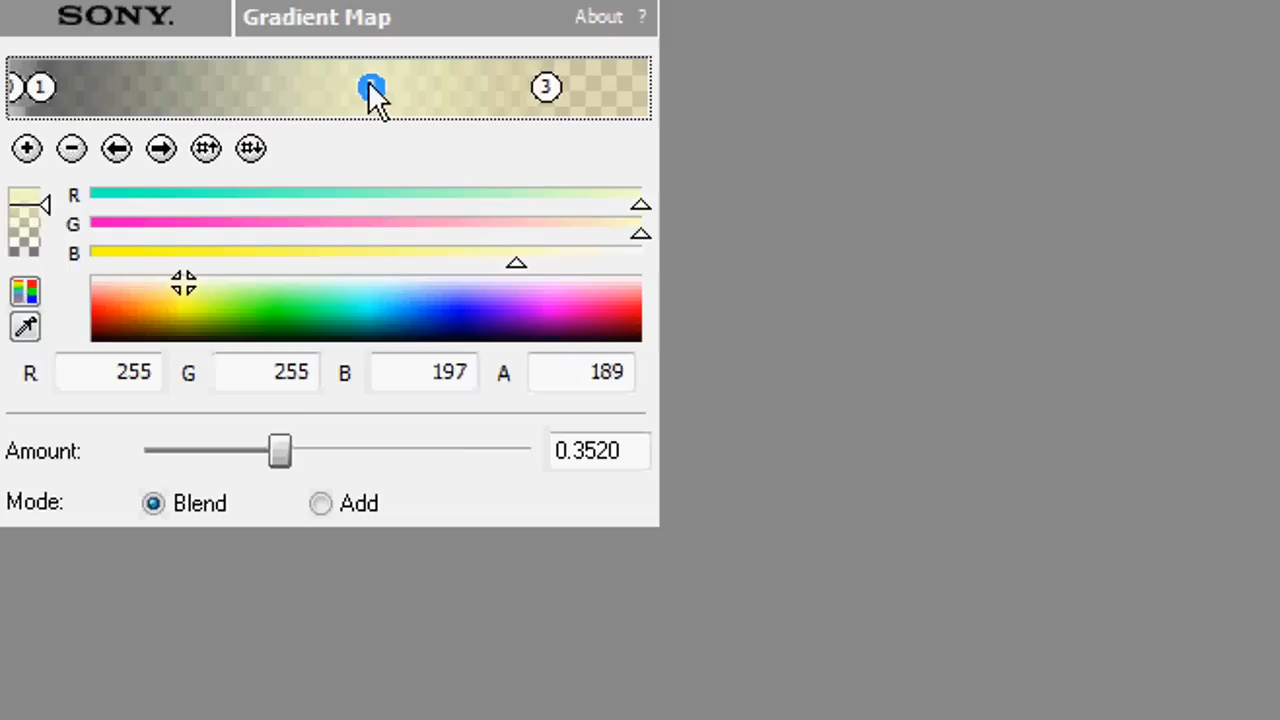 SONY. Gradient Map About ?
1 3
R
G
B
R 255 G 255 B 197 A 189
Amount: 0.3520
Mode: Blend Add